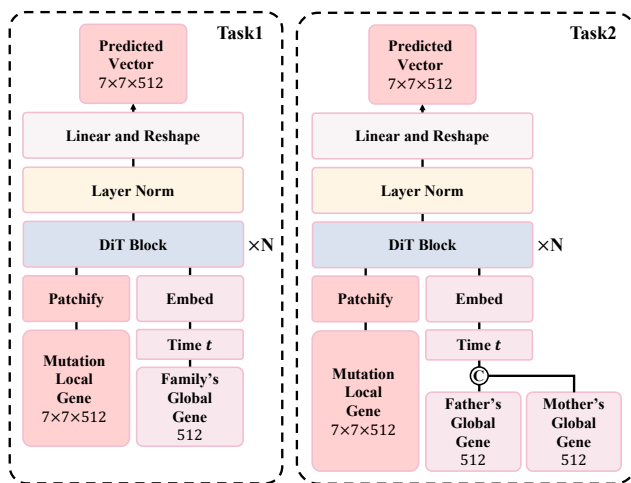 Task1
Predicted
Vector
7×7×512
Linear and Reshape
Layer Norm
DiT Block
×N
Patchify
Embed
Time t
Mutation
Local
Gene
7×7×512
Family's
Global
Gene
512
Task2
Predicted
Vector
7×7×512
Linear and Reshape
Layer Norm
DiT Block
×N
Patchify
Embed
Time t
C
Mutation
Local
Gene
7×7×512
Father's
Global
Gene
512
Mother's
Global
Gene
512